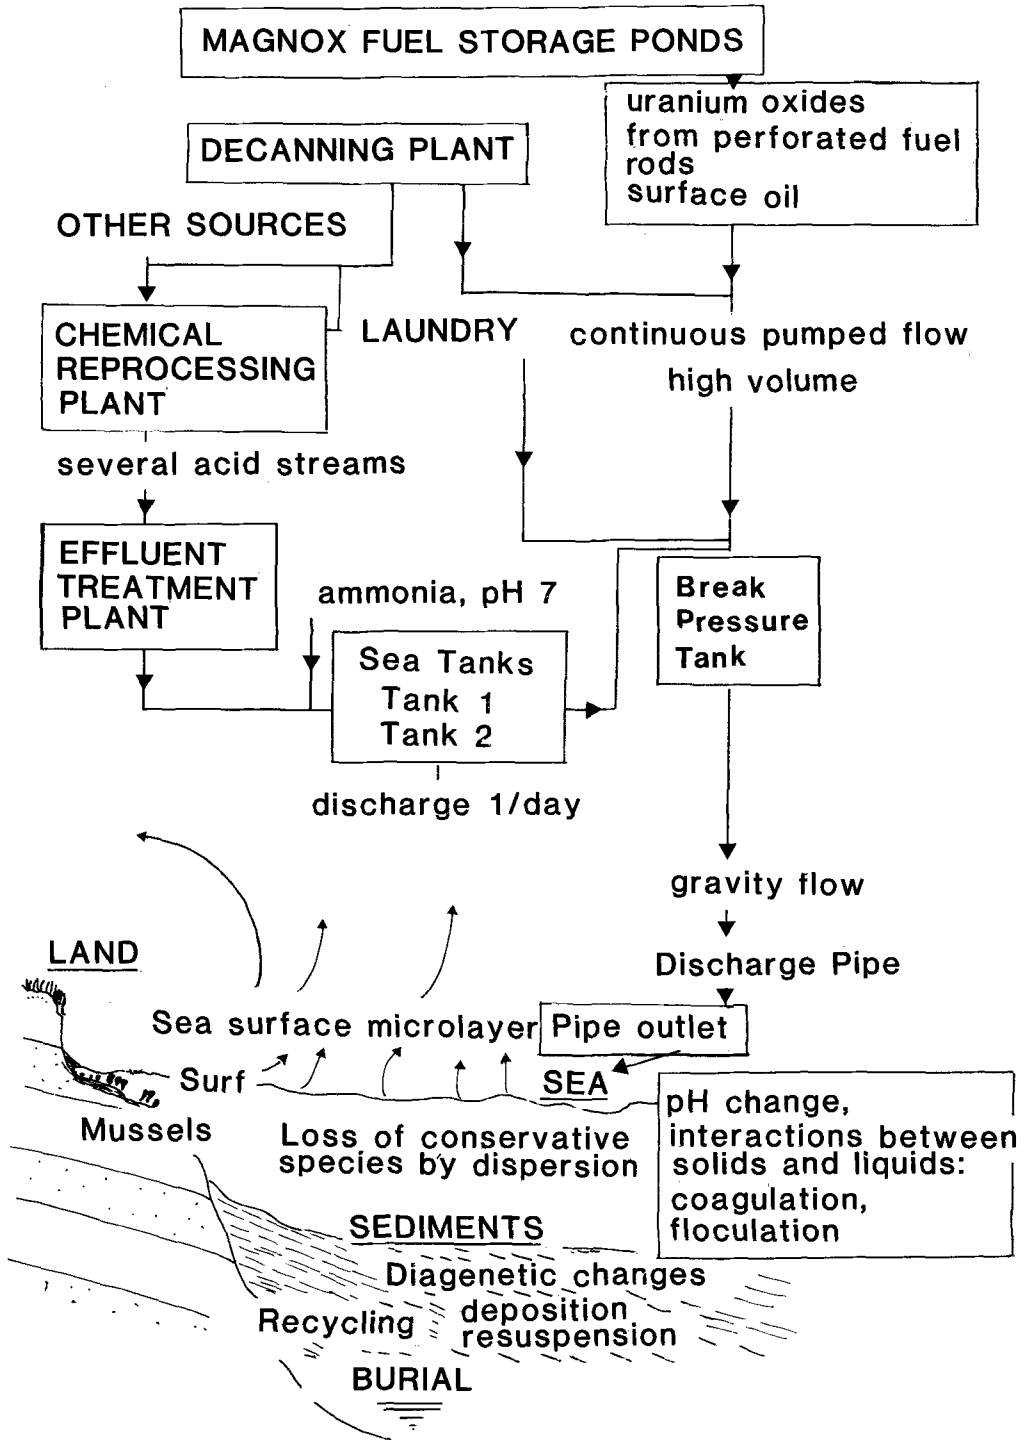 MAGNOX FUEL STORAGE PONDS
uranium oxides
from perforated fuel
rods
surface oil
DECANNING PLANT
OTHER SOURCES
CHEMICAL
REPROCESSING
PLANT
LAUNDRY
continuous pumped flow
high volume
several acid streams
EFFLUENT
TREATMENT
PLANT
ammonia, pH 7
Sea Tanks
Tank 1
Tank 2
Break
Pressure
Tank
discharge 1/day
gravity flow
Discharge Pipe
LAND
Sea surface microlayer
Pipe outlet
Surf
SEA
Mussels
Loss of conservative
species by dispersion
pH change,
interactions between
solids and liquids:
coagulation,
floculation
SEDIMENTS
Diagenetic changes
Recycling
deposition
resuspension
BURIAL